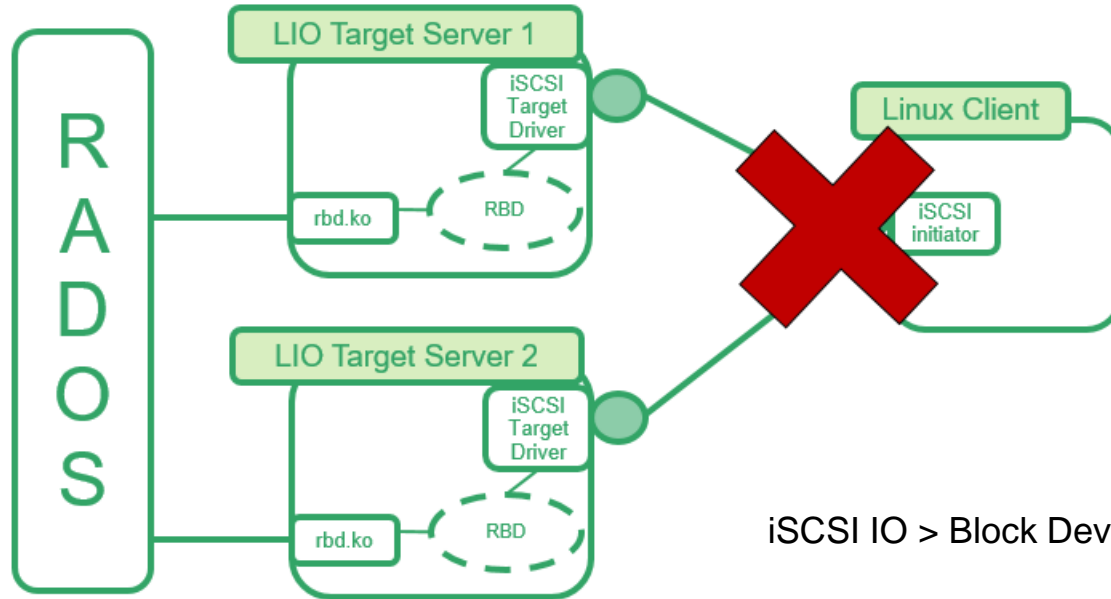 R
A
D
O
S
LIO Target Server 1
iSCSI
Target
Driver
rbd.ko
RBD
LIO Target Server 2
iSCSI
Target
Driver
rbd.ko
RBD
Linux Client
iSCSI
initiator
iSCSI IO > Block Dev